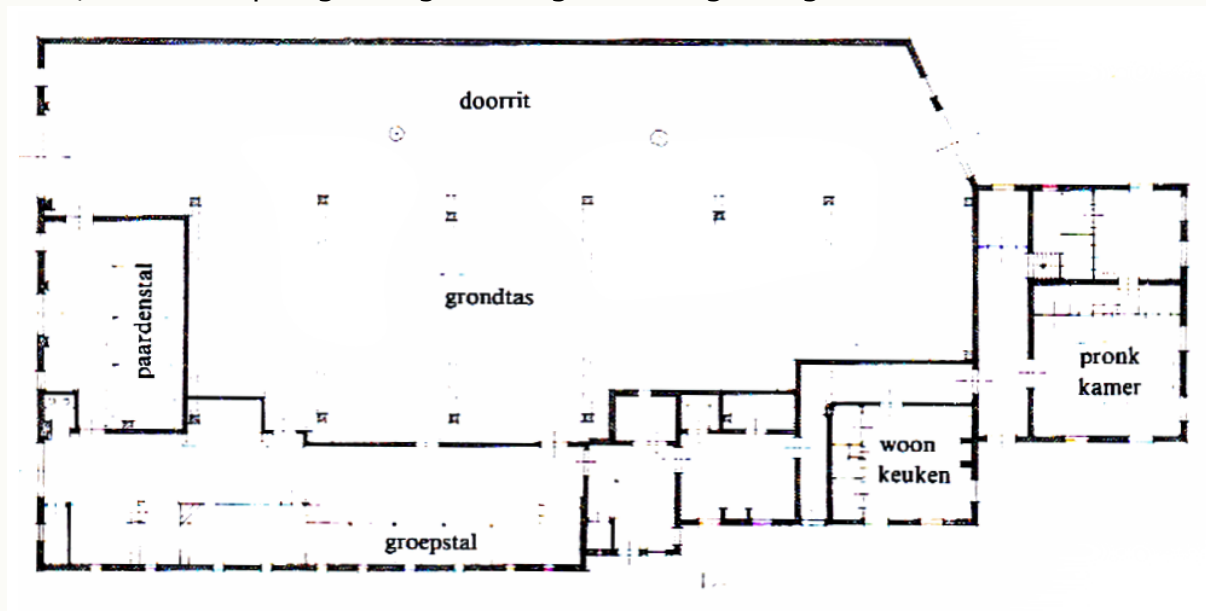 doorrit
grondtas
paardenstal
pronk
kamer
woon
keuken
groepstal